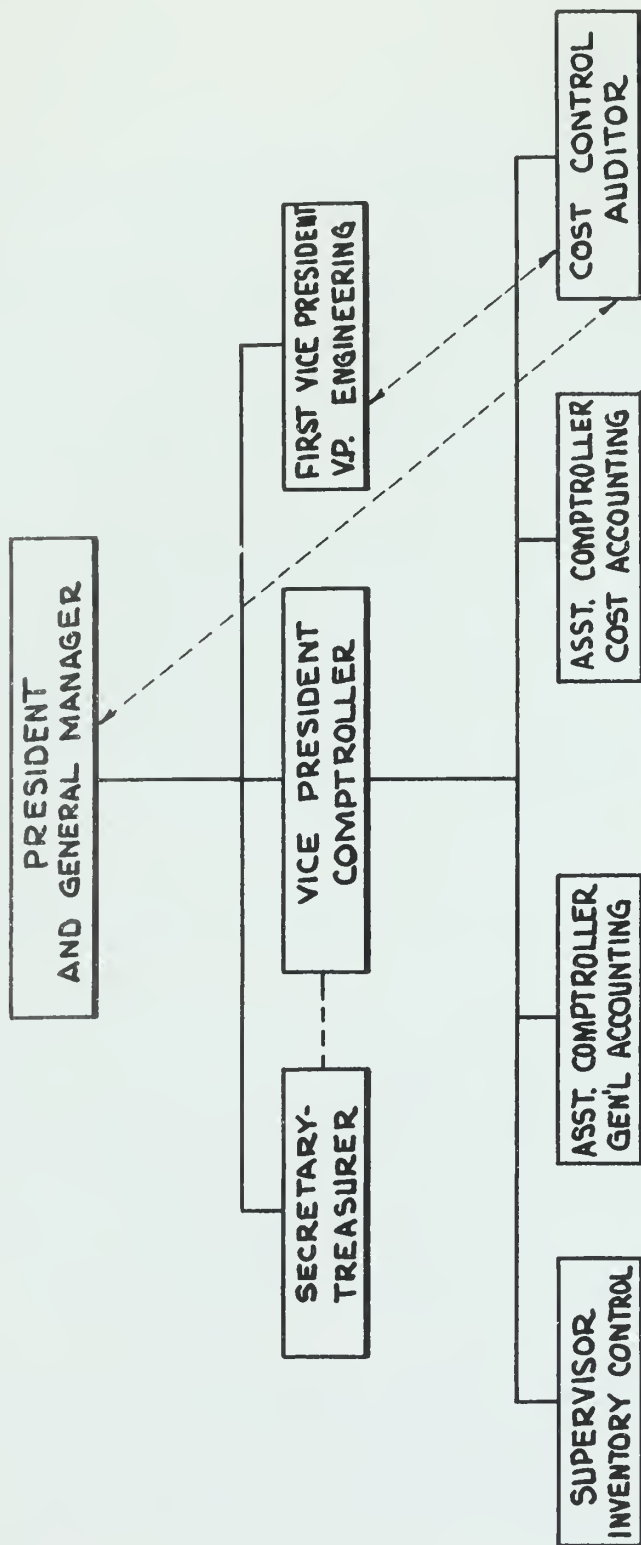 PRESIDENT
AND GENERAL MANAGER
SECRETARY-
TREASURER
VICE PRESIDENT
COMPTROLLER
FIRST VICE PRESIDENT
V.P. ENGINEERING
SUPERVISOR
INVENTORY CONTROL
ASST. COMPTROLLER
GEN'L ACCOUNTING
ASST. COMPTROLLER
COST ACCOUNTING
COST CONTROL
AUDITOR